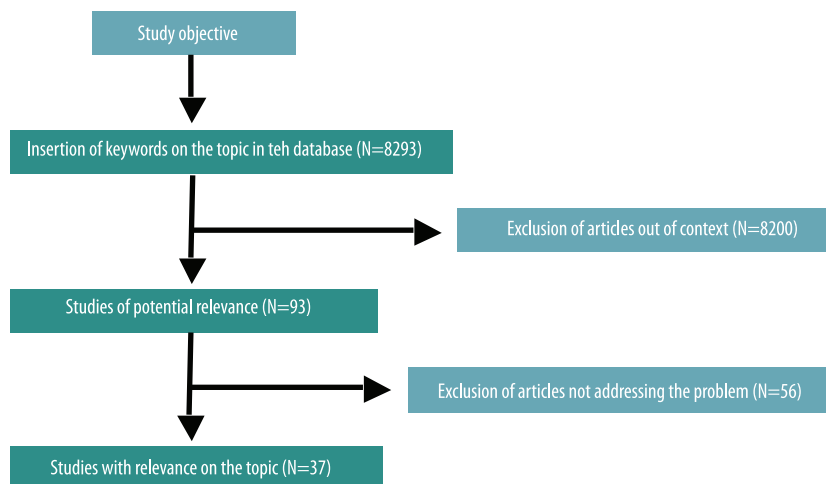 Study objective
Insertion of keywords on the topic in teh database (N=8293)
Exclusion of articles out of context (N=8200)
Studies of potential relevance (N=93)
Exclusion of articles not addressing the problem (N=56)
Studies with relevance on the topic (N=37)